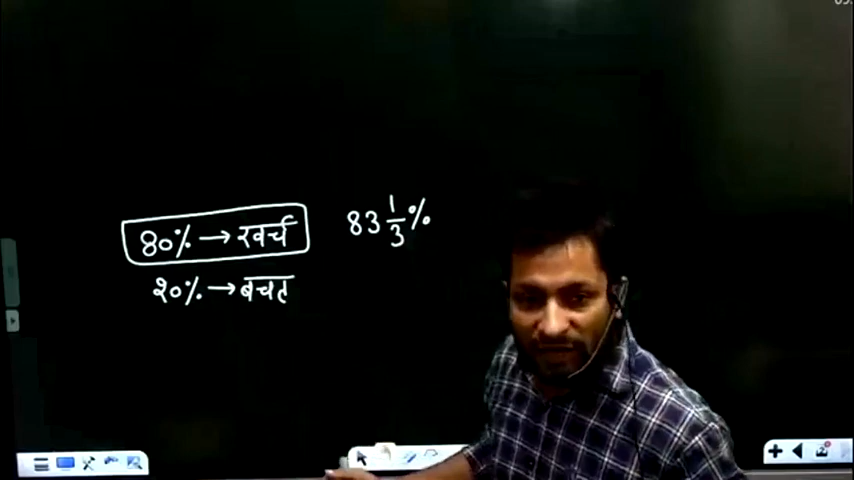 80% → खर्च 83 1/3 %
20% → बचत